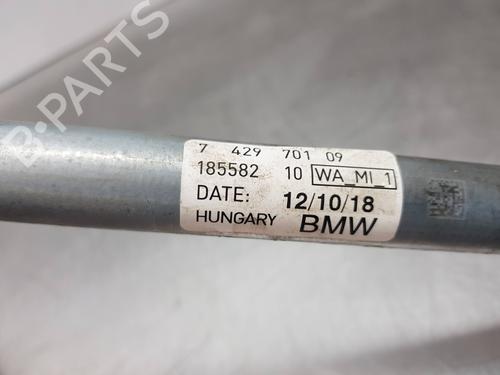 B-PARTS
7 429 701 09
185582 10 WA_MI_1
DATE: 12/10/18
HUNGARY BMW